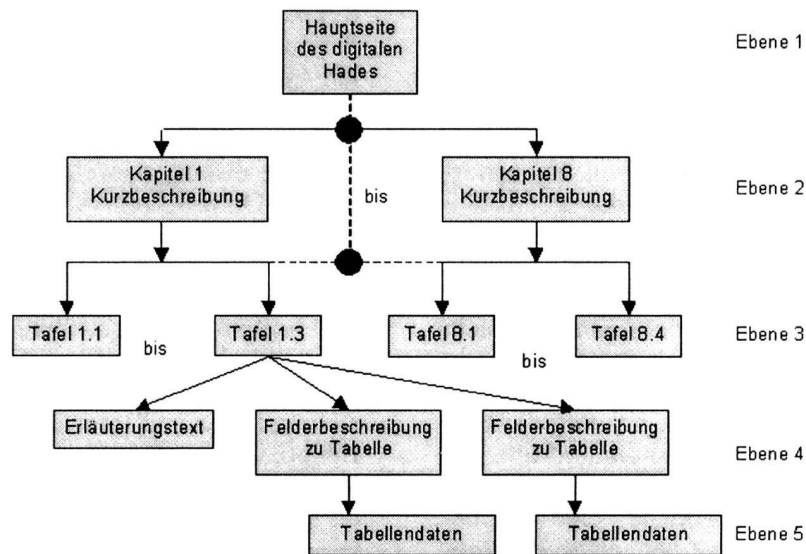 Hauptseite
des digitalen
Hades
Ebene 1
Kapitel 1
Kurzbeschreibung
bis
Kapitel 8
Kurzbeschreibung
Ebene 2
Tafel 1.1
bis
Tafel 1.3
Tafel 8.1
bis
Tafel 8.4
Ebene 3
Erläuterungstext
Felderbeschreibung
zu Tabelle
Felderbeschreibung
zu Tabelle
Ebene 4
Tabellendaten
Tabellendaten
Ebene 5